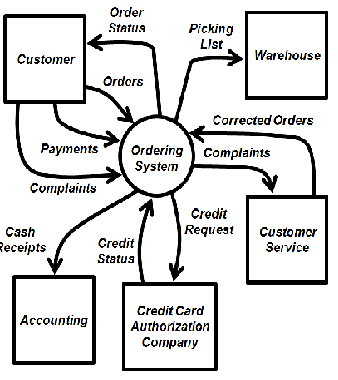 Order
Status
Picking
List
Customer
Warehouse
Orders
Corrected Orders
Payments
Ordering
System
Complaints
Complaints
Cash
Receipts
Credit
Status
Credit
Request
Customer
Service
Accounting
Credit Card
Authorization
Company